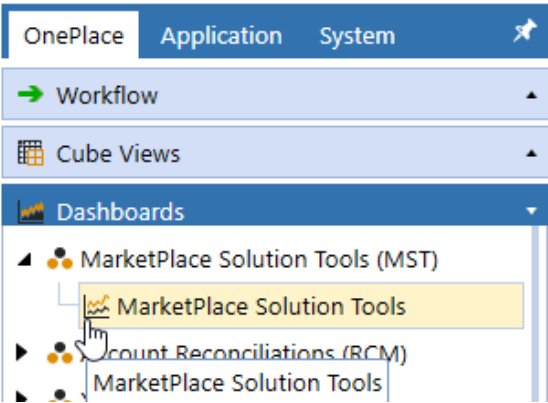 OnePlace Application System
Workflow
Cube Views
Dashboards
MarketPlace Solution Tools (MST)
MarketPlace Solution Tools
Account Reconciliations (RCM)
MarketPlace Solution Tools